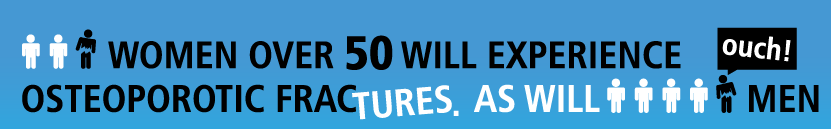 WOMEN OVER 50 WILL EXPERIENCE
ouch!
OSTEOPOROTIC FRACTURES. AS WILL MEN